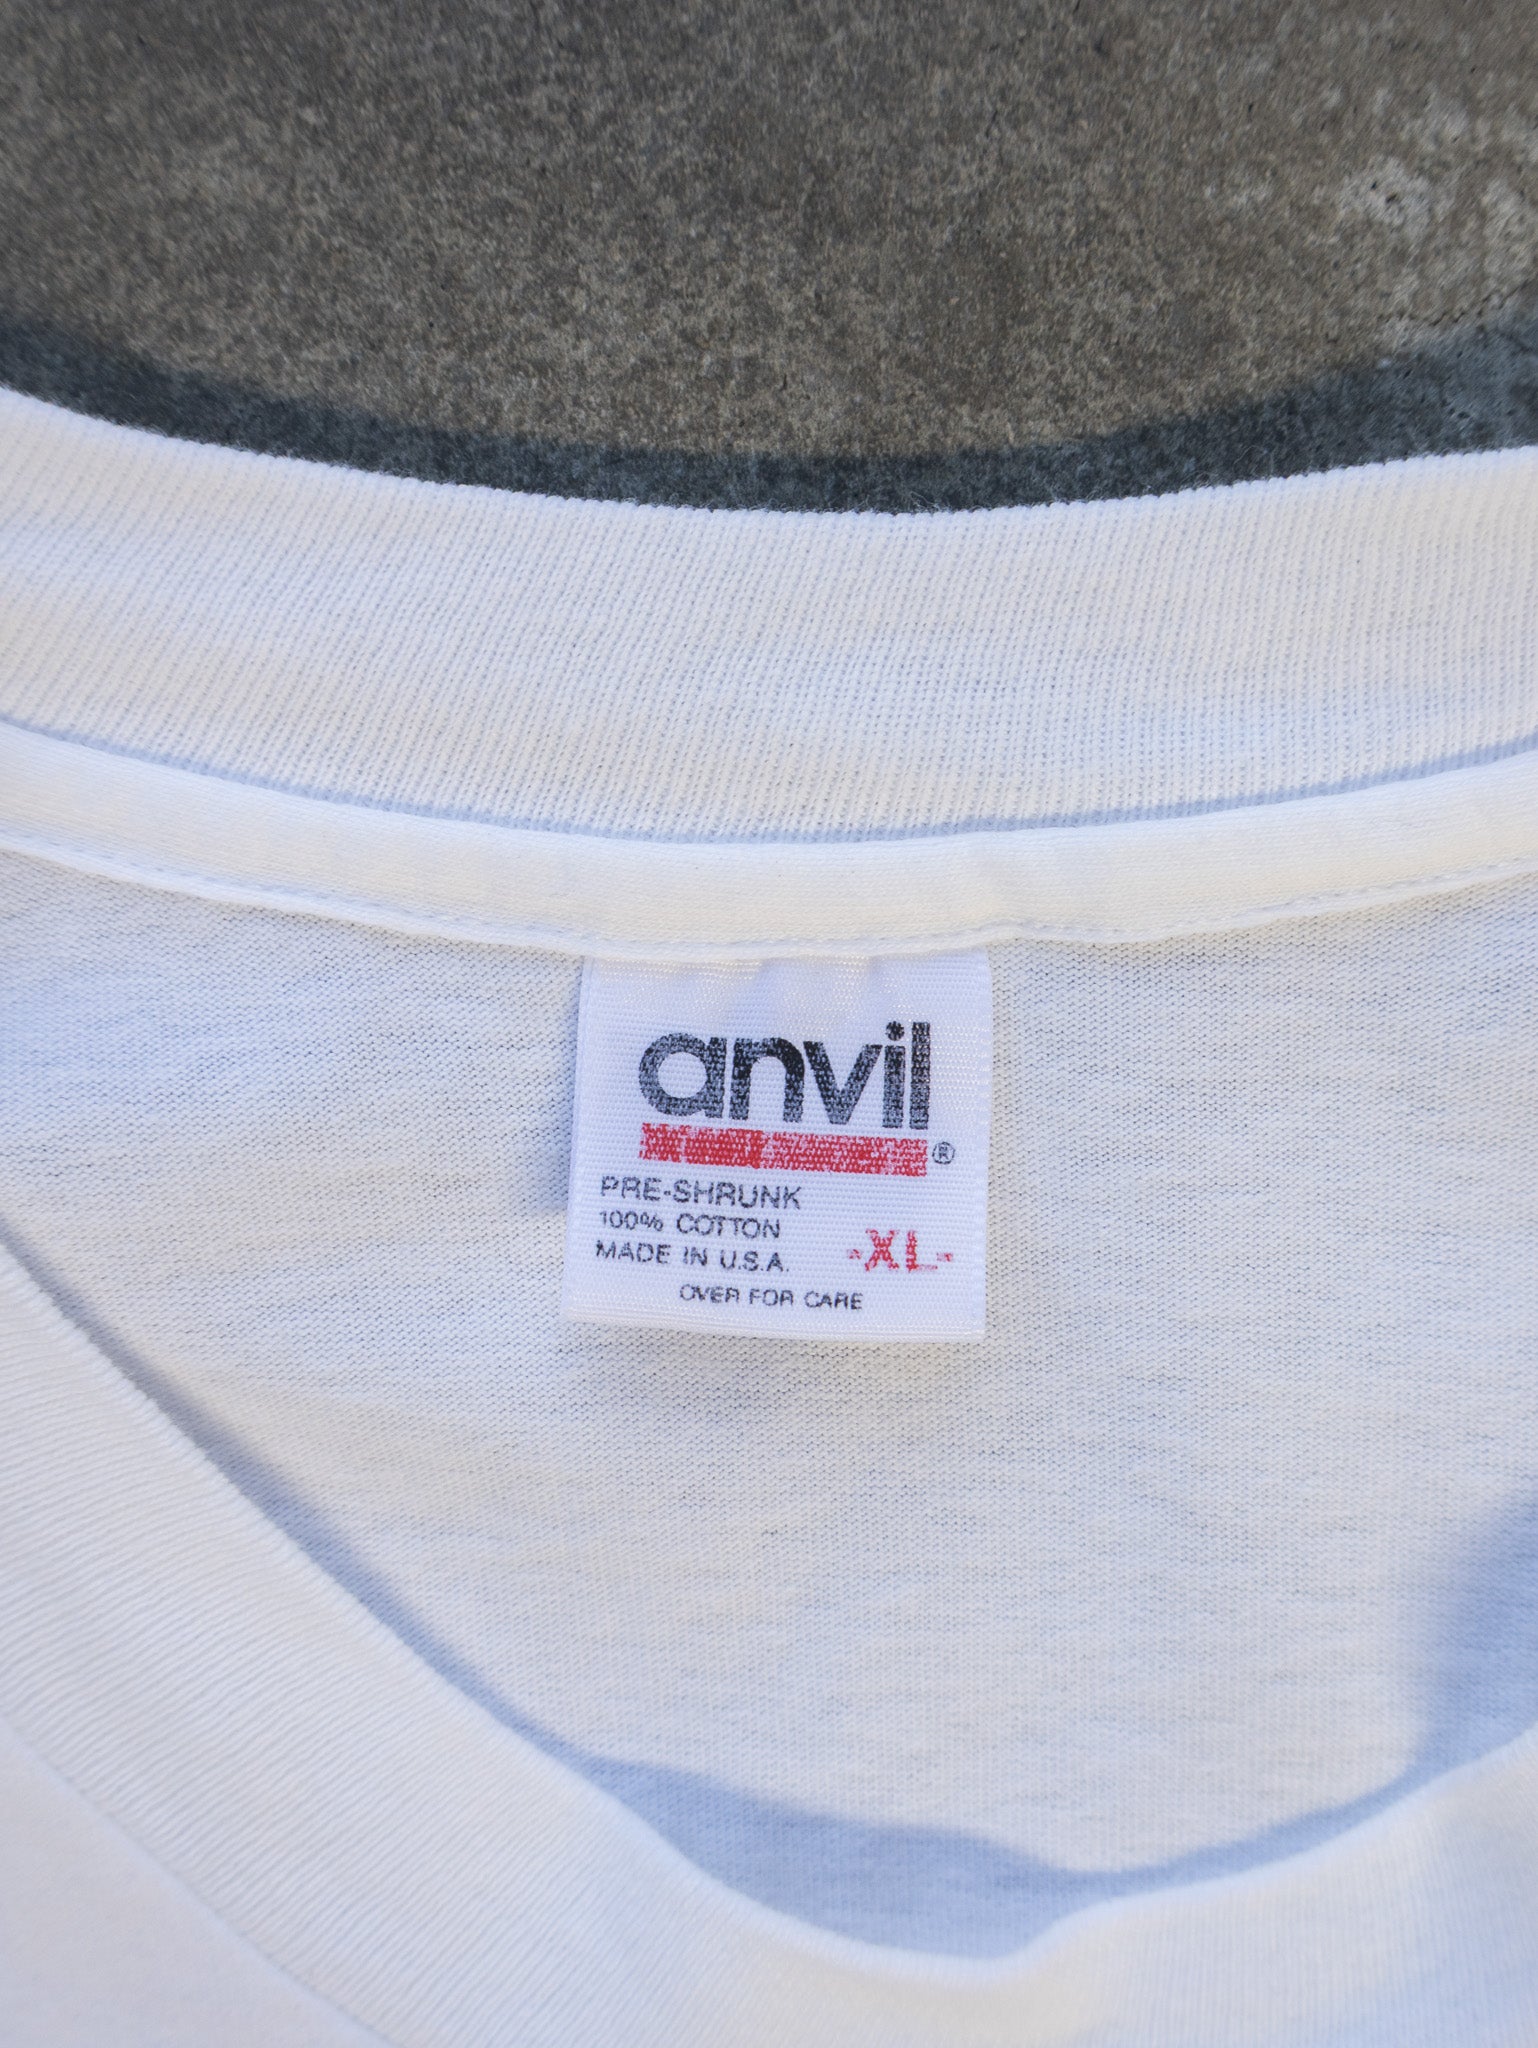 anvil
®
PRE-SHRUNK
100% COTTON
MADE IN U.S.A. -XL-
OVER FOR CARE